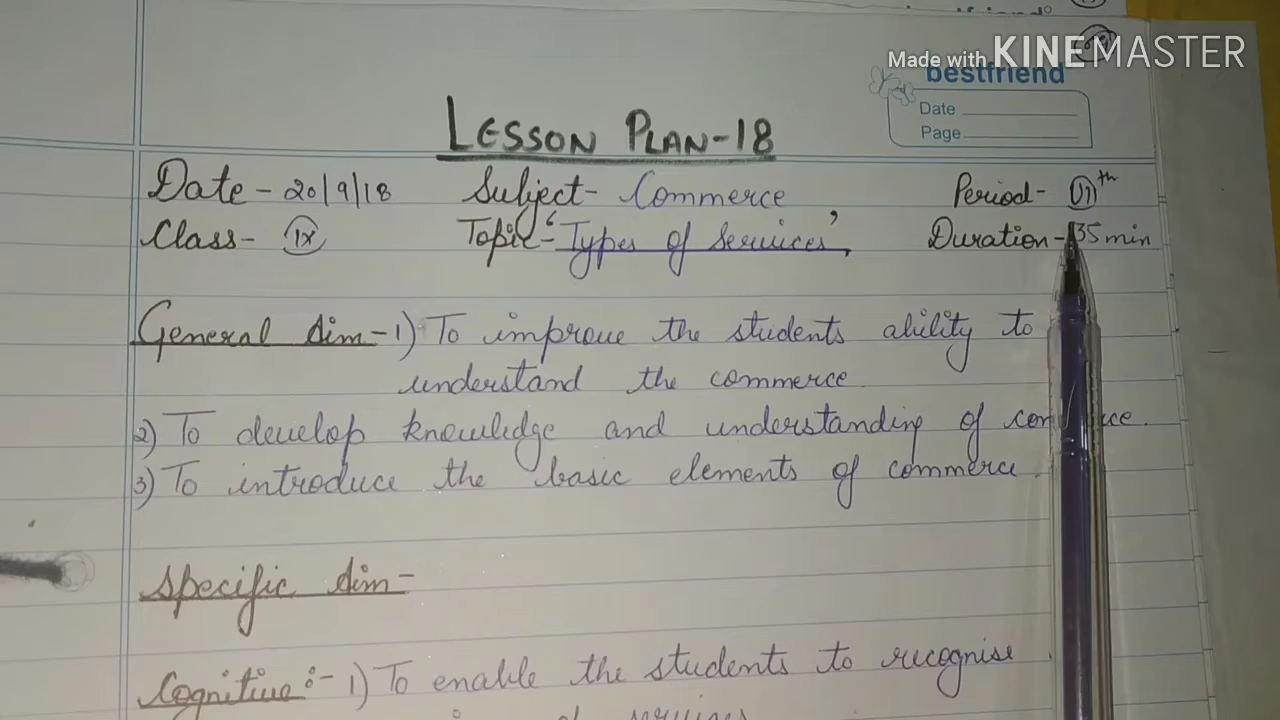 Made with KINEMASTER
bestfriend
Date
Page
LESSON PLAN-18
Date - 20/9/18 Subject- Commerce Period- th
Class- IX Topic- 'Types of Services', Duration- 35 min
General Aim - 1) To improve the students ability to
understand the commerce
2) To develop knowledge and understanding of
3) To introduce the basic elements of commerce.
Specific Aim-
Cognitive:- 1) To enable the students to recognise
services